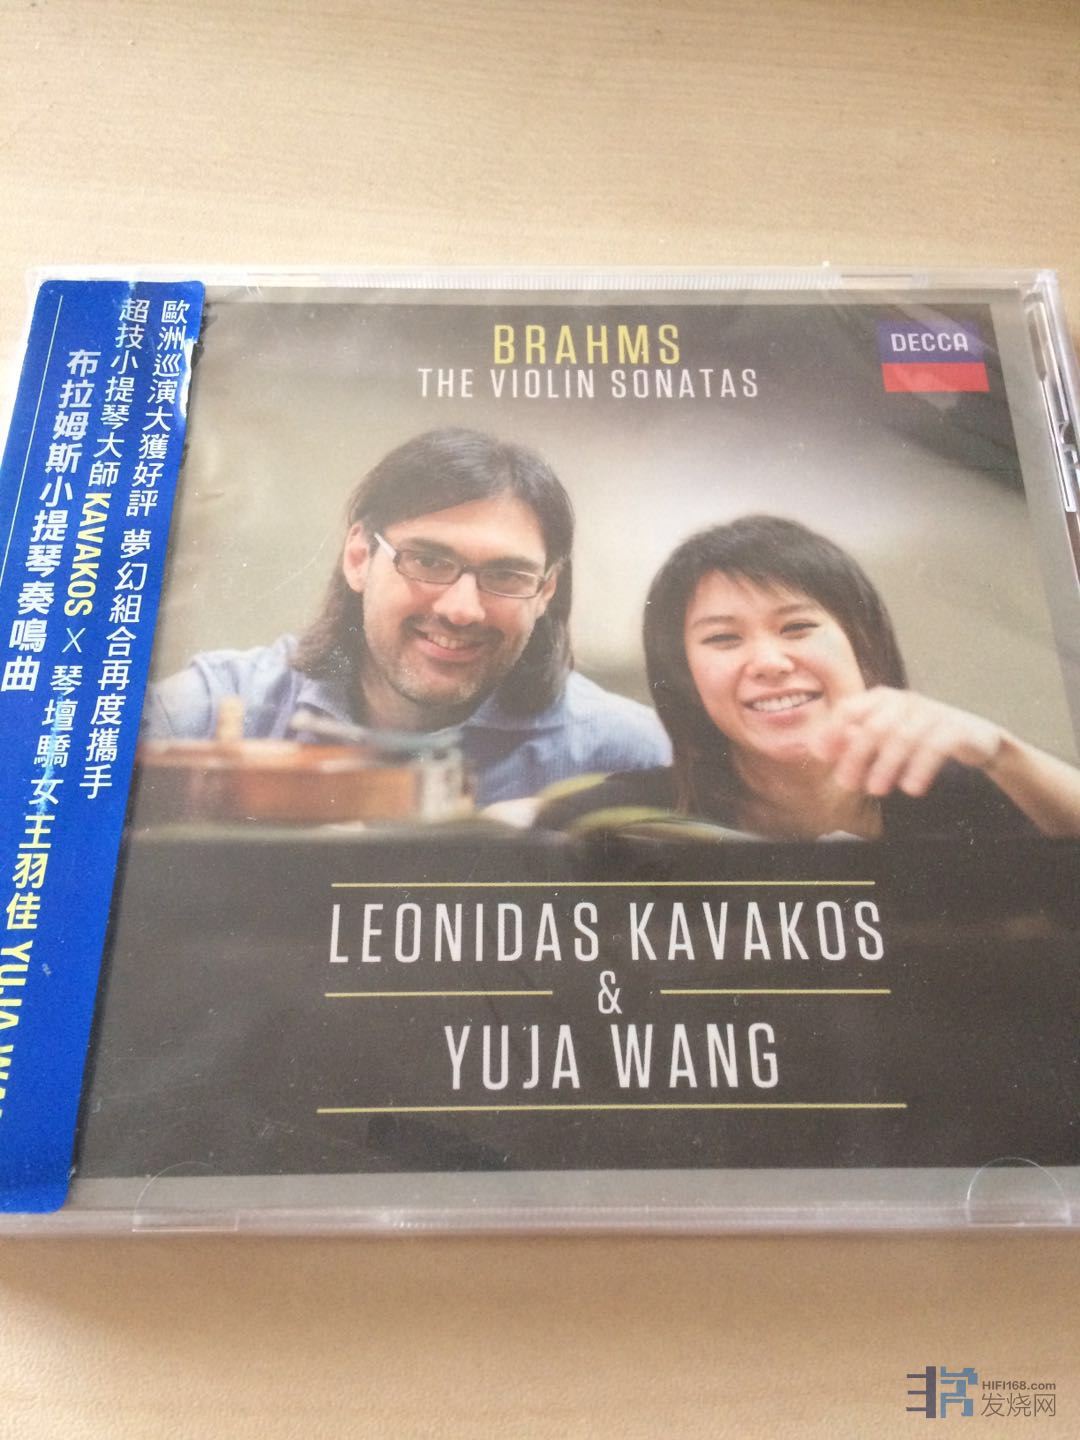 BRAHMS
THE VIOLIN SONATAS
DECCA
歐洲巡演大獲好評 夢幻組合再度攜手
超技小提琴大師 KAVAKOS X 琴壇驕女王羽佳 YUJA
布拉姆斯小提琴奏鳴曲
LEONIDAS KAVAKOS
&
YUJA WANG
HIFI168.com
发烧网